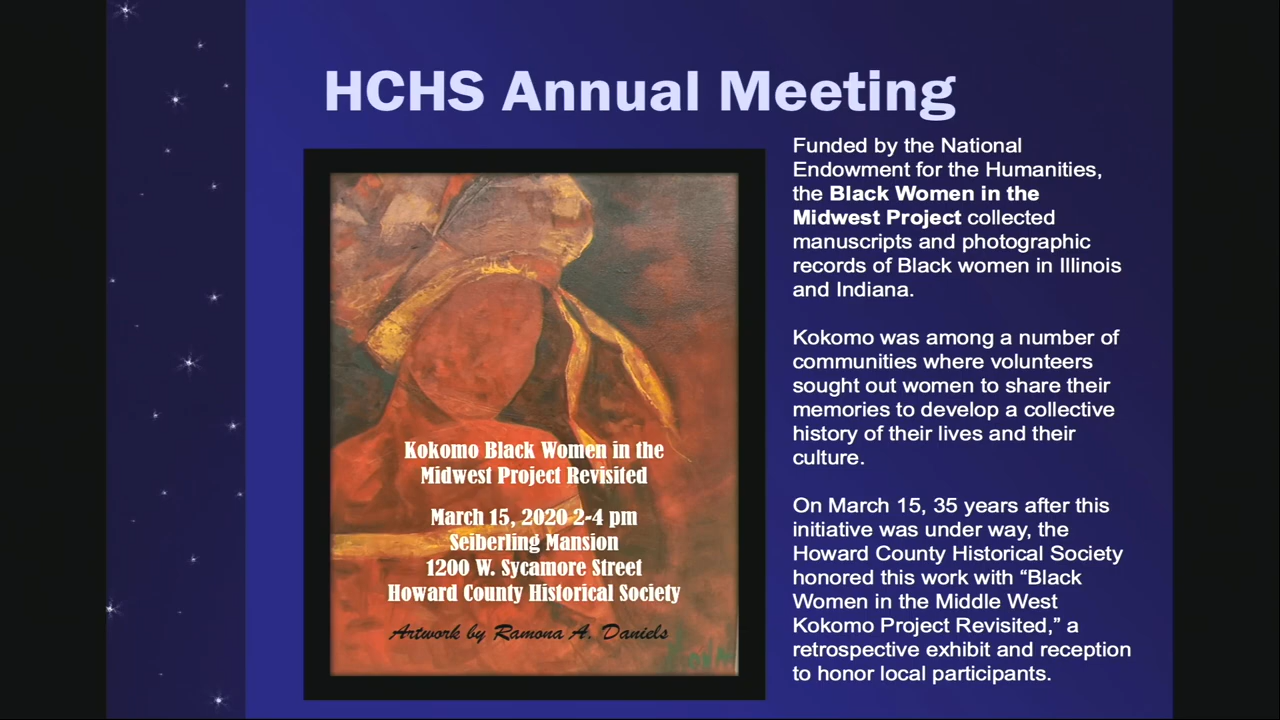 HCHS Annual Meeting
Kokomo Black Women in the
Midwest Project Revisited
March 15, 2020 2-4 pm
Seiberling Mansion
1200 W. Sycamore Street
Howard County Historical Society
Artwork by Ramona A. Daniels
Funded by the National
Endowment for the Humanities,
the Black Women in the
Midwest Project collected
manuscripts and photographic
records of Black women in Illinois
and Indiana.
Kokomo was among a number of
communities where volunteers
sought out women to share their
memories to develop a collective
history of their lives and their
culture.
On March 15, 35 years after this
initiative was under way, the
Howard County Historical Society
honored this work with “Black
Women in the Middle West
Kokomo Project Revisited,” a
retrospective exhibit and reception
to honor local participants.